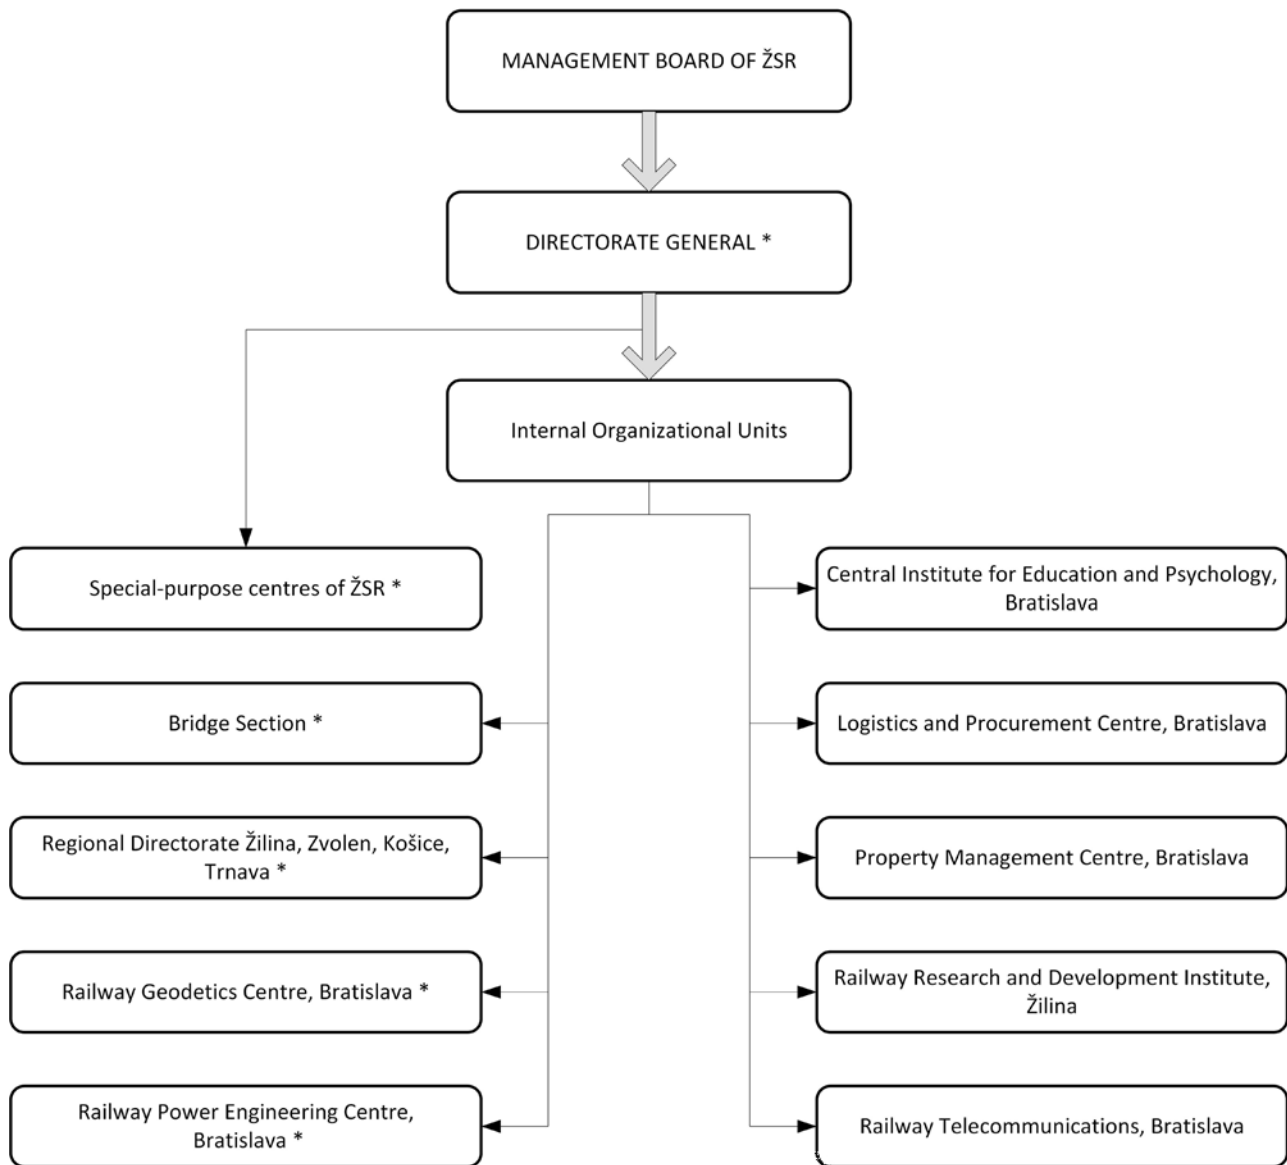 MANAGEMENT BOARD OF ŽSR
DIRECTORATE GENERAL *
Internal Organizational Units
Special-purpose centres of ŽSR *
Central Institute for Education and Psychology,
Bratislava
Bridge Section *
Logistics and Procurement Centre, Bratislava
Regional Directorate Žilina, Zvolen, Košice,
Trnava *
Property Management Centre, Bratislava
Railway Geodetics Centre, Bratislava *
Railway Research and Development Institute,
Žilina
Railway Power Engineering Centre,
Bratislava *
Railway Telecommunications, Bratislava